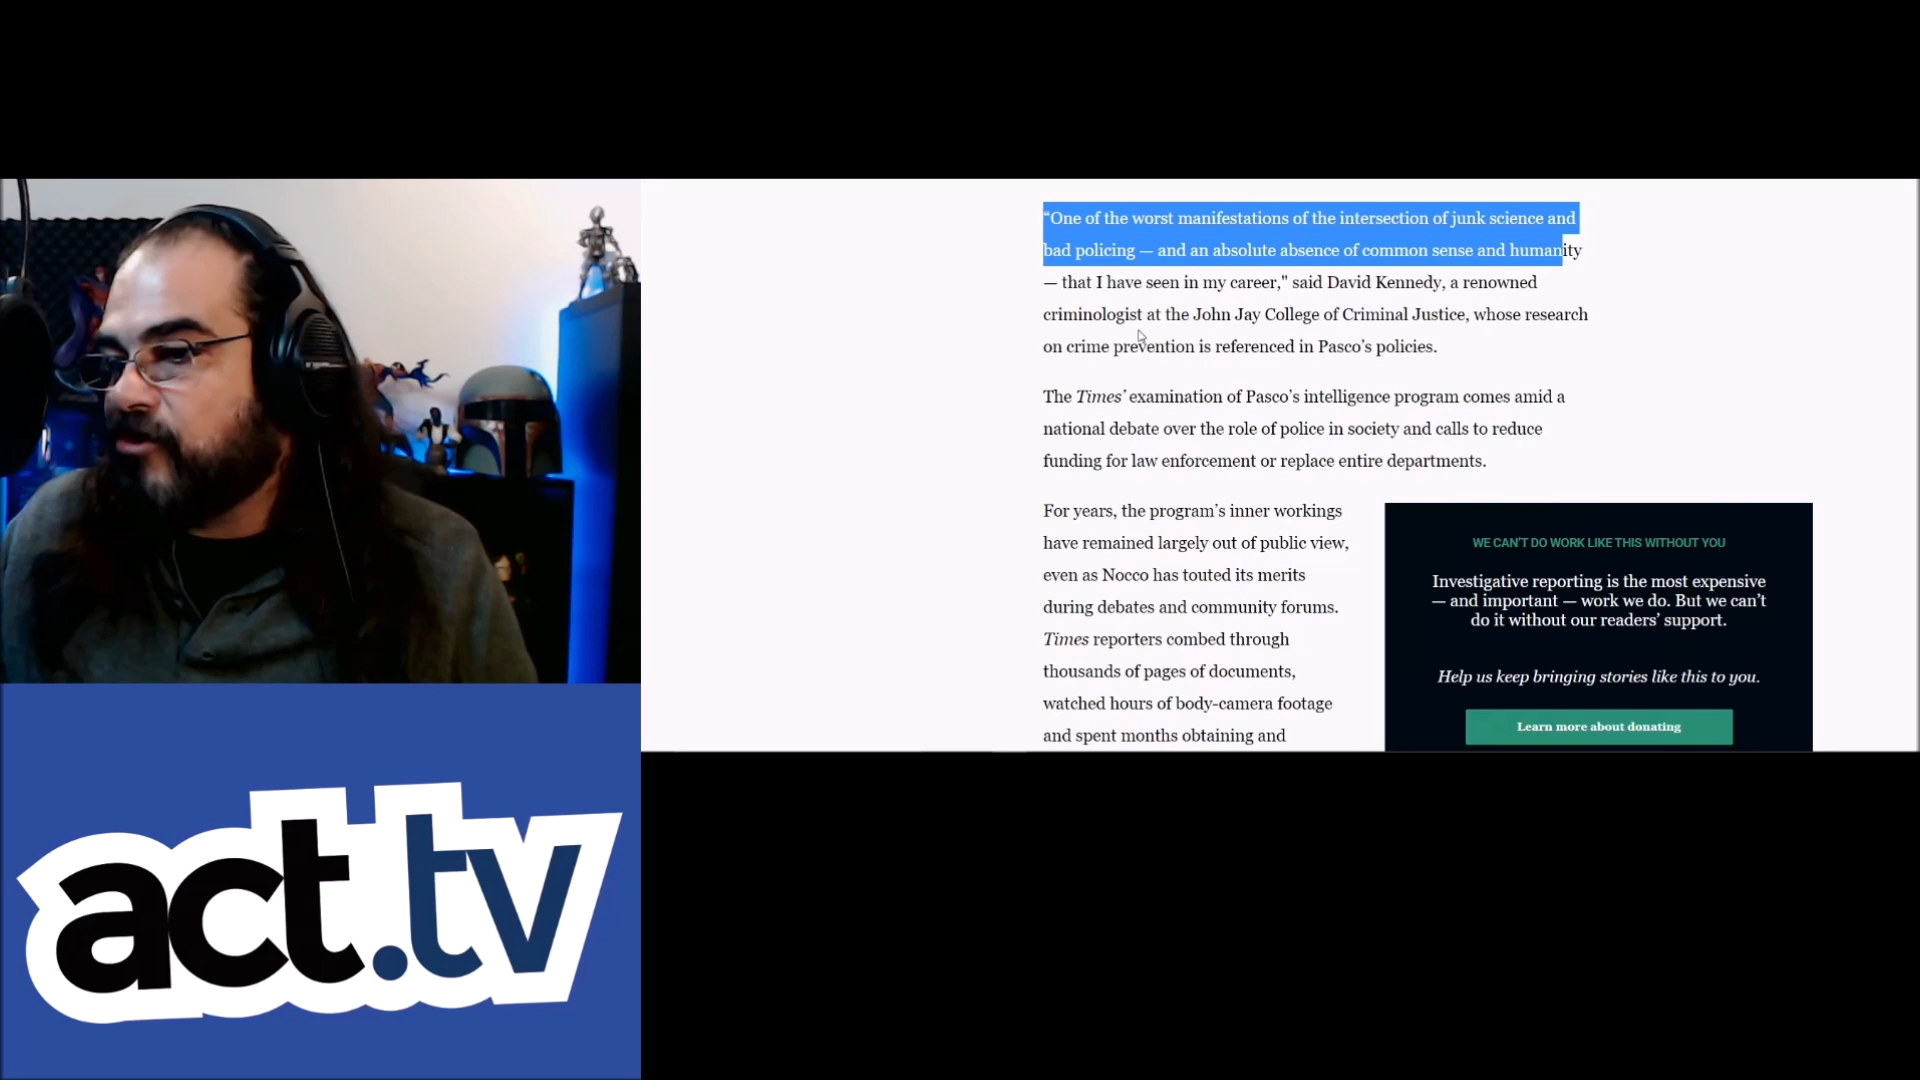 “One of the worst manifestations of the intersection of junk science and
bad policing — and an absolute absence of common sense and humanity
— that I have seen in my career," said David Kennedy, a renowned
criminologist at the John Jay College of Criminal Justice, whose research
on crime prevention is referenced in Pasco’s policies.
The Times’ examination of Pasco’s intelligence program comes amid a
national debate over the role of police in society and calls to reduce
funding for law enforcement or replace entire departments.
For years, the program’s inner workings
have remained largely out of public view,
even as Nocco has touted its merits
during debates and community forums.
Times reporters combed through
thousands of pages of documents,
watched hours of body-camera footage
and spent months obtaining and
WE CAN’T DO WORK LIKE THIS WITHOUT YOU
Investigative reporting is the most expensive
— and important — work we do. But we can’t
do it without our readers’ support.
Help us keep bringing stories like this to you.
Learn more about donating
act.tv